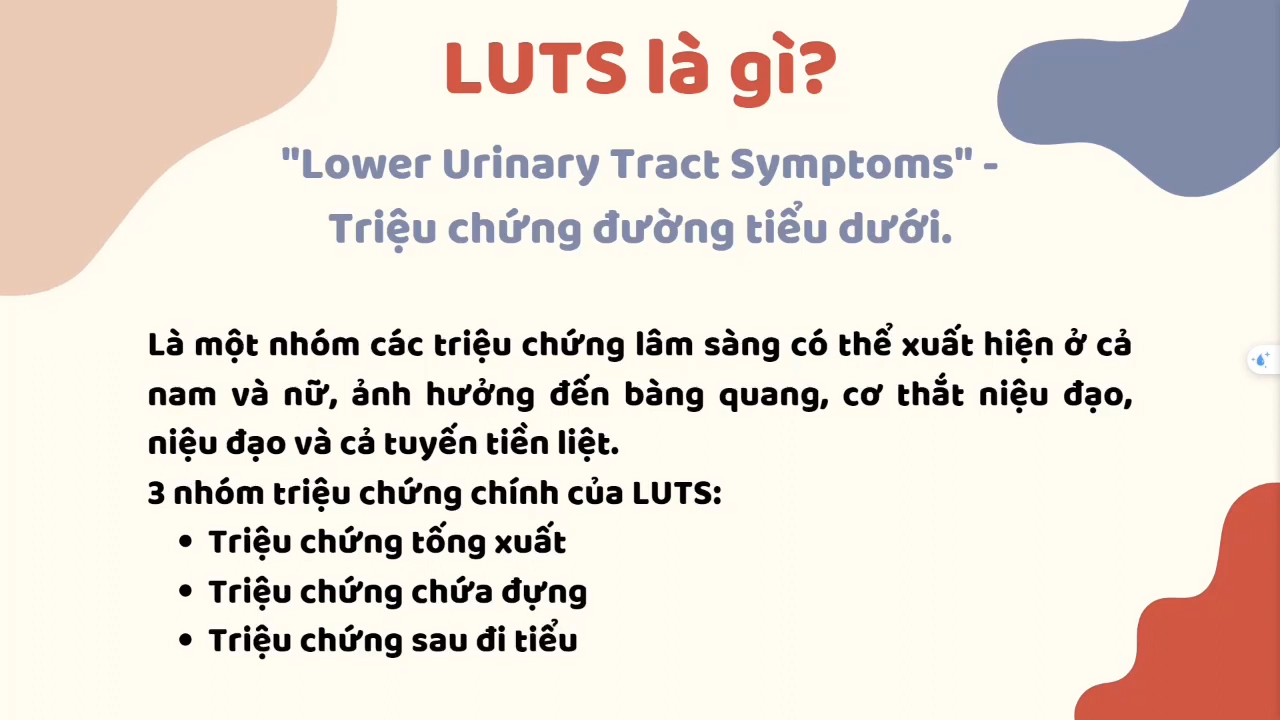 LUTS là gì?
"Lower Urinary Tract Symptoms" -
Triệu chứng đường tiểu dưới.
Là một nhóm các triệu chứng lâm sàng có thể xuất hiện ở cả
nam và nữ, ảnh hưởng đến bàng quang, cơ thắt niệu đạo,
niệu đạo và cả tuyến tiền liệt.
3 nhóm triệu chứng chính của LUTS:
• Triệu chứng tống xuất
• Triệu chứng chứa đựng
• Triệu chứng sau đi tiểu